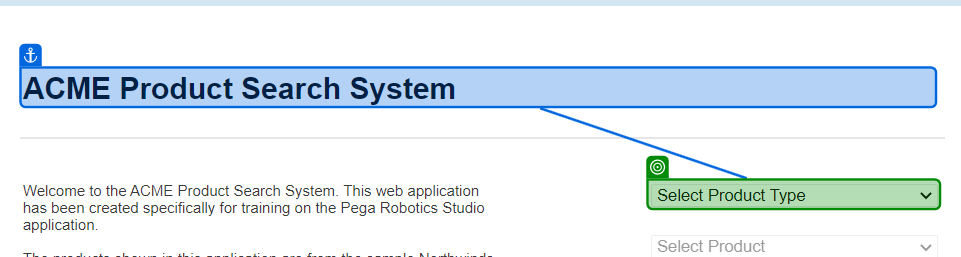 ACME Product Search System
Welcome to the ACME Product Search System. This web application
has been created specifically for training on the Pega Robotics Studio
application.
The products shown in this application are from the sample Northwinds
Select Product Type
Select Product